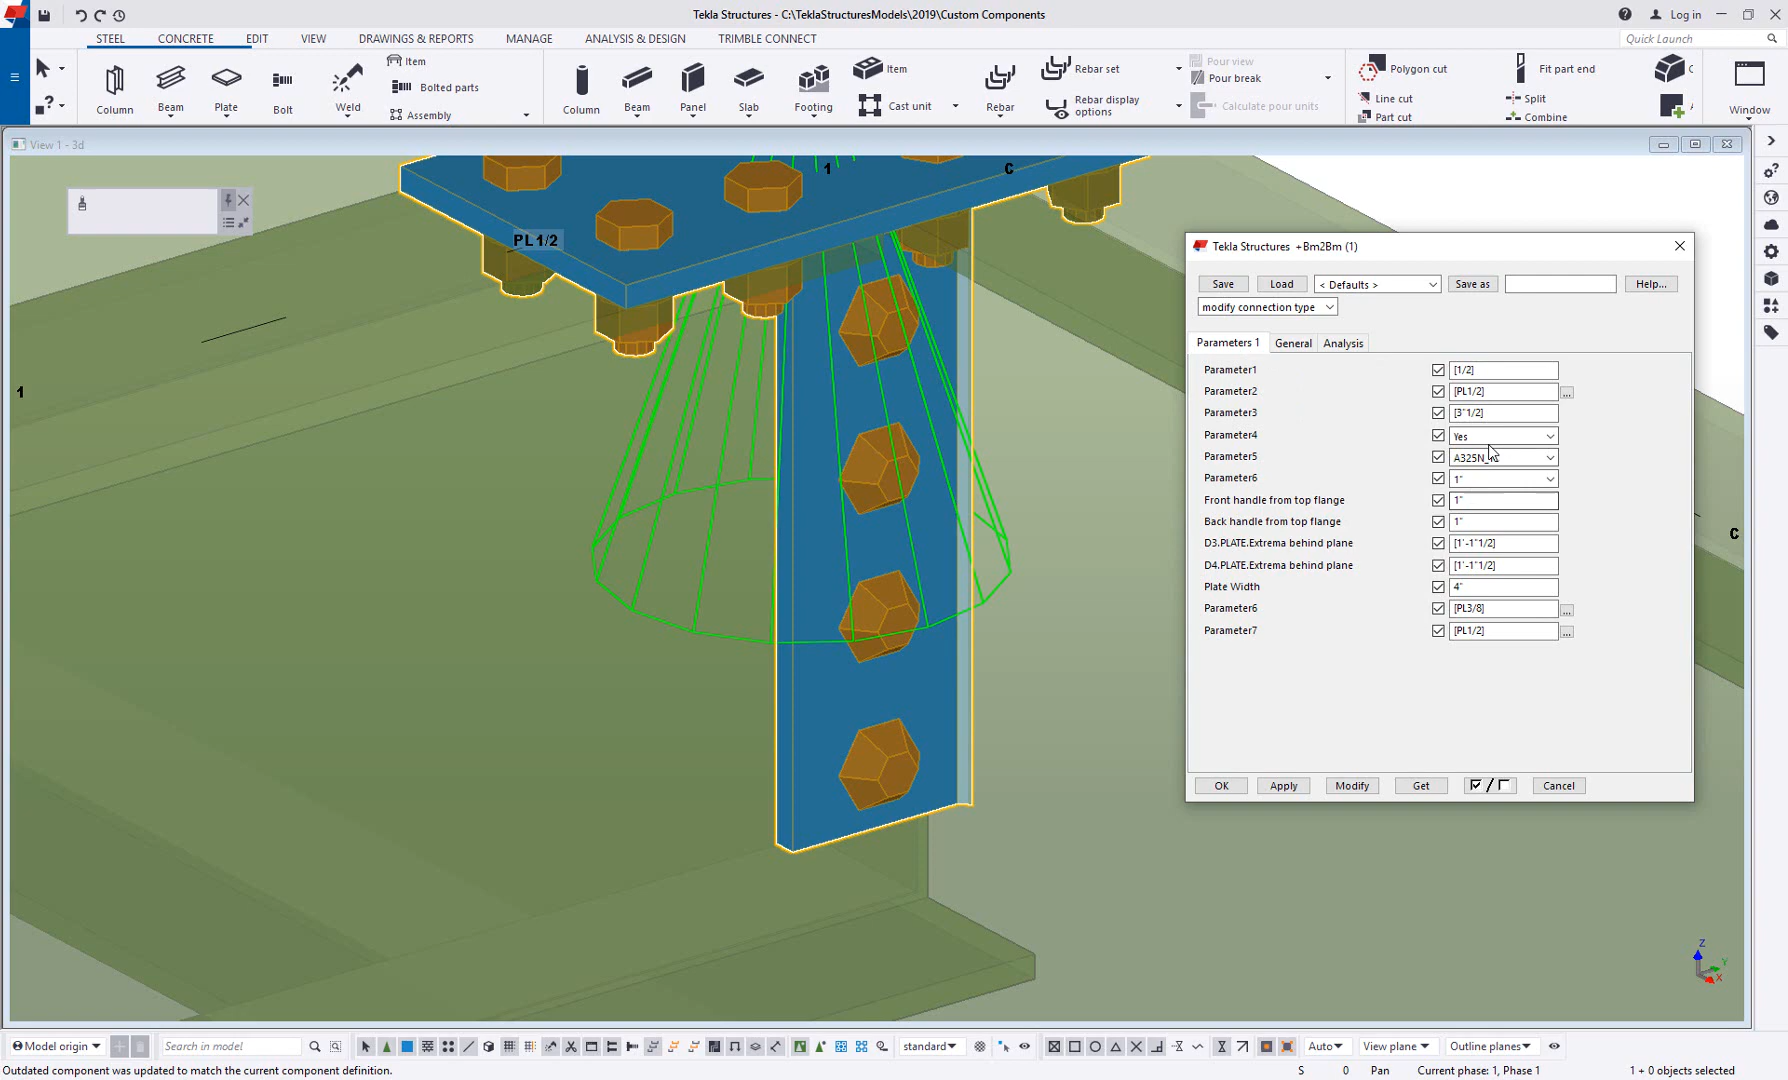 Tekla Structures - C:\TeklaStructuresModels\2019\Custom Components
Log in
STEEL CONCRETE EDIT VIEW DRAWINGS & REPORTS MANAGE ANALYSIS & DESIGN TRIMBLE CONNECT
Quick Launch
Column
Beam
Plate
Bolt
Weld
Item
Bolted parts
Assembly
Column
Beam
Panel
Slab
Footing
Item
Cast unit
Rebar
Rebar set
Rebar display options
Pour view
Pour break
Calculate pour units
Polygon cut
Line cut
Part cut
Fit part end
Split
Combine
Window
View 1 - 3d
1
C
PL1/2
1
C
Tekla Structures +Bm2Bm (1)
Save Load < Defaults > Save as Help...
modify connection type
Parameters 1 General Analysis
Parameter1 [1/2]
Parameter2 [PL1/2] ...
Parameter3 [3"1/2]
Parameter4 Yes
Parameter5 A325N
Parameter6 1"
Front handle from top flange 1"
Back handle from top flange 1"
D3.PLATE.Extrema behind plane [1'-1"1/2]
D4.PLATE.Extrema behind plane [1'-1"1/2]
Plate Width 4"
Parameter6 [PL3/8] ...
Parameter7 [PL1/2] ...
OK Apply Modify Get / Cancel
Z
Y
X
Model origin Search in model standard Auto View plane Outline planes
Outdated component was updated to match the current component definition. S 0 Pan Current phase: 1, Phase 1 1 + 0 objects selected